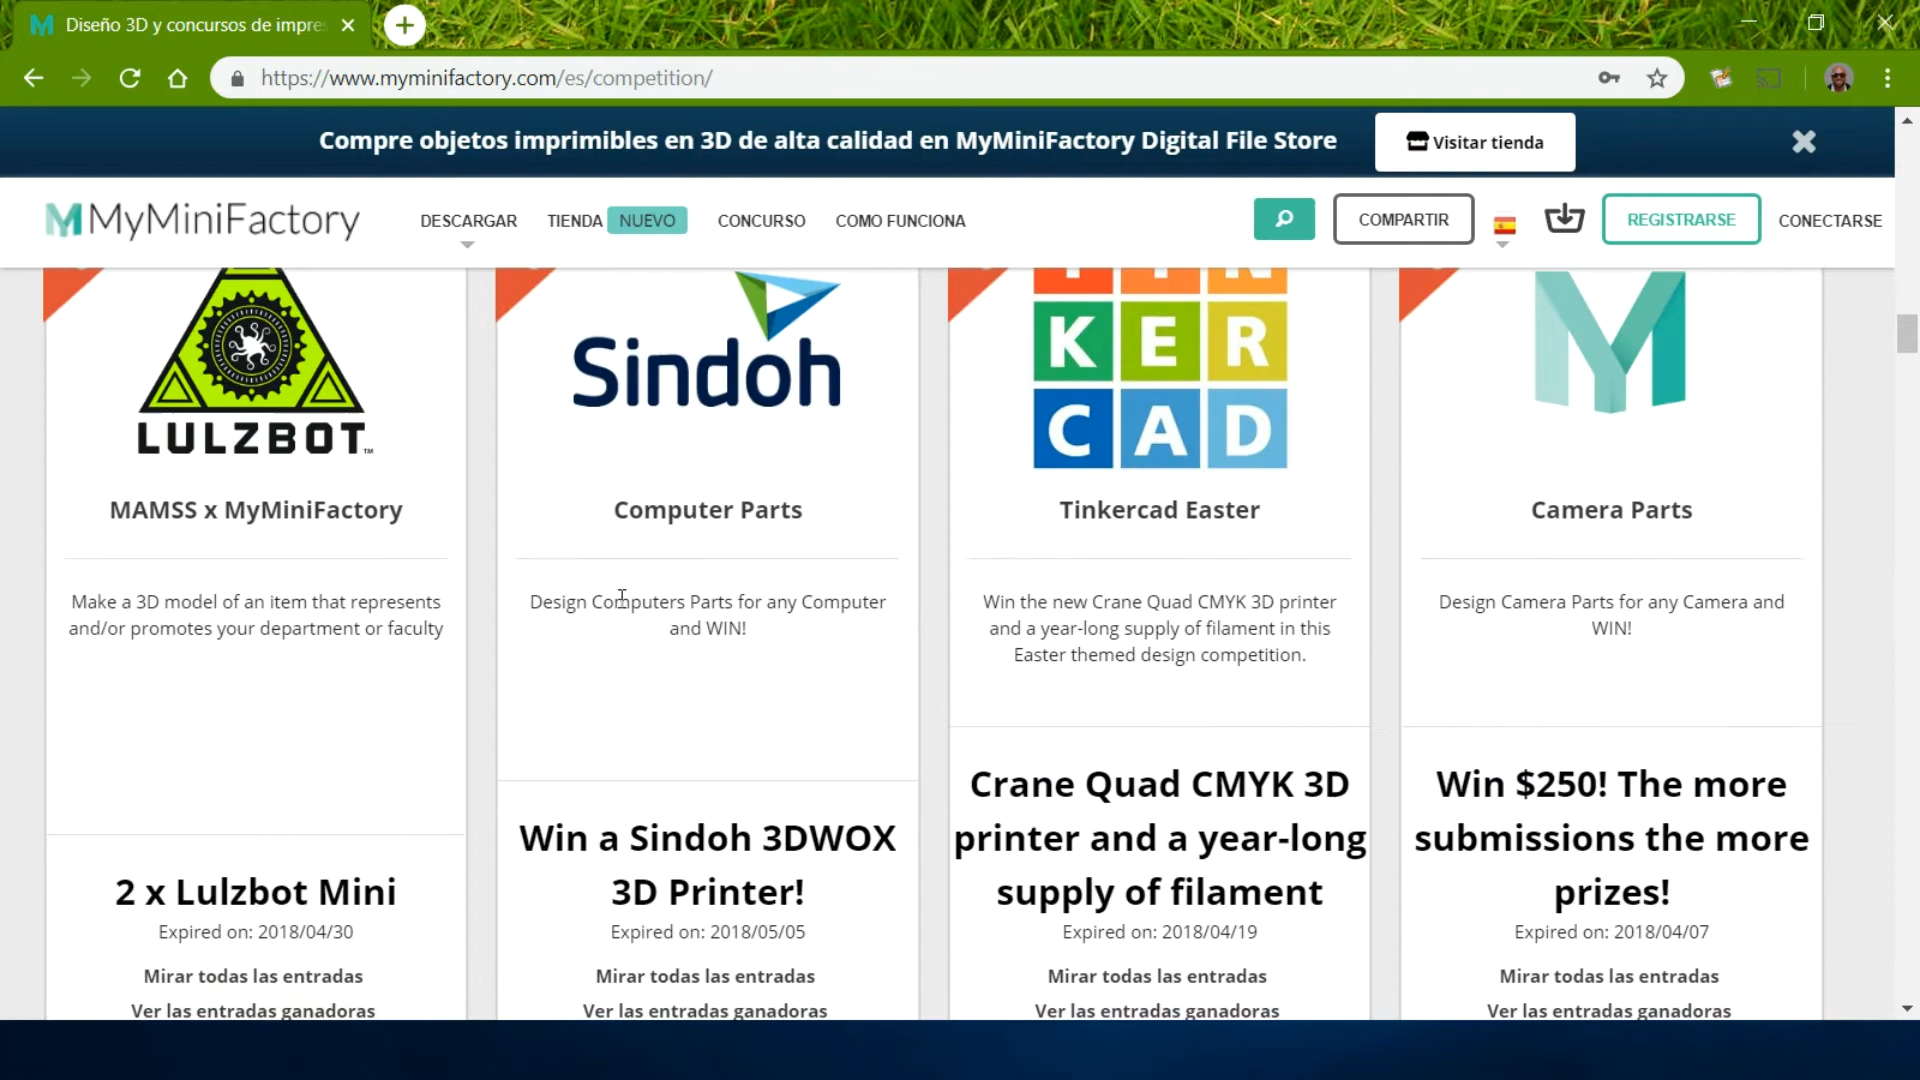 Diseño 3D y concursos de impre
https://www.myminifactory.com/es/competition/
Compre objetos imprimibles en 3D de alta calidad en MyMiniFactory Digital File Store
Visitar tienda
MyMiniFactory
DESCARGAR
TIENDA NUEVO
CONCURSO
COMO FUNCIONA
COMPARTIR
REGISTRARSE
CONECTARSE
LULZBOT™
MAMSS x MyMiniFactory
Make a 3D model of an item that represents
and/or promotes your department or faculty
2 x Lulzbot Mini
Expired on: 2018/04/30
Mirar todas las entradas
Ver las entradas ganadoras
Sindoh
Computer Parts
Design Computers Parts for any Computer
and WIN!
Win a Sindoh 3DWOX
3D Printer!
Expired on: 2018/05/05
Mirar todas las entradas
Ver las entradas ganadoras
TIN
KER
CAD
Tinkercad Easter
Win the new Crane Quad CMYK 3D printer
and a year-long supply of filament in this
Easter themed design competition.
Crane Quad CMYK 3D
printer and a year-long
supply of filament
Expired on: 2018/04/19
Mirar todas las entradas
Ver las entradas ganadoras
M
Camera Parts
Design Camera Parts for any Camera and
WIN!
Win $250! The more
submissions the more
prizes!
Expired on: 2018/04/07
Mirar todas las entradas
Ver las entradas ganadoras